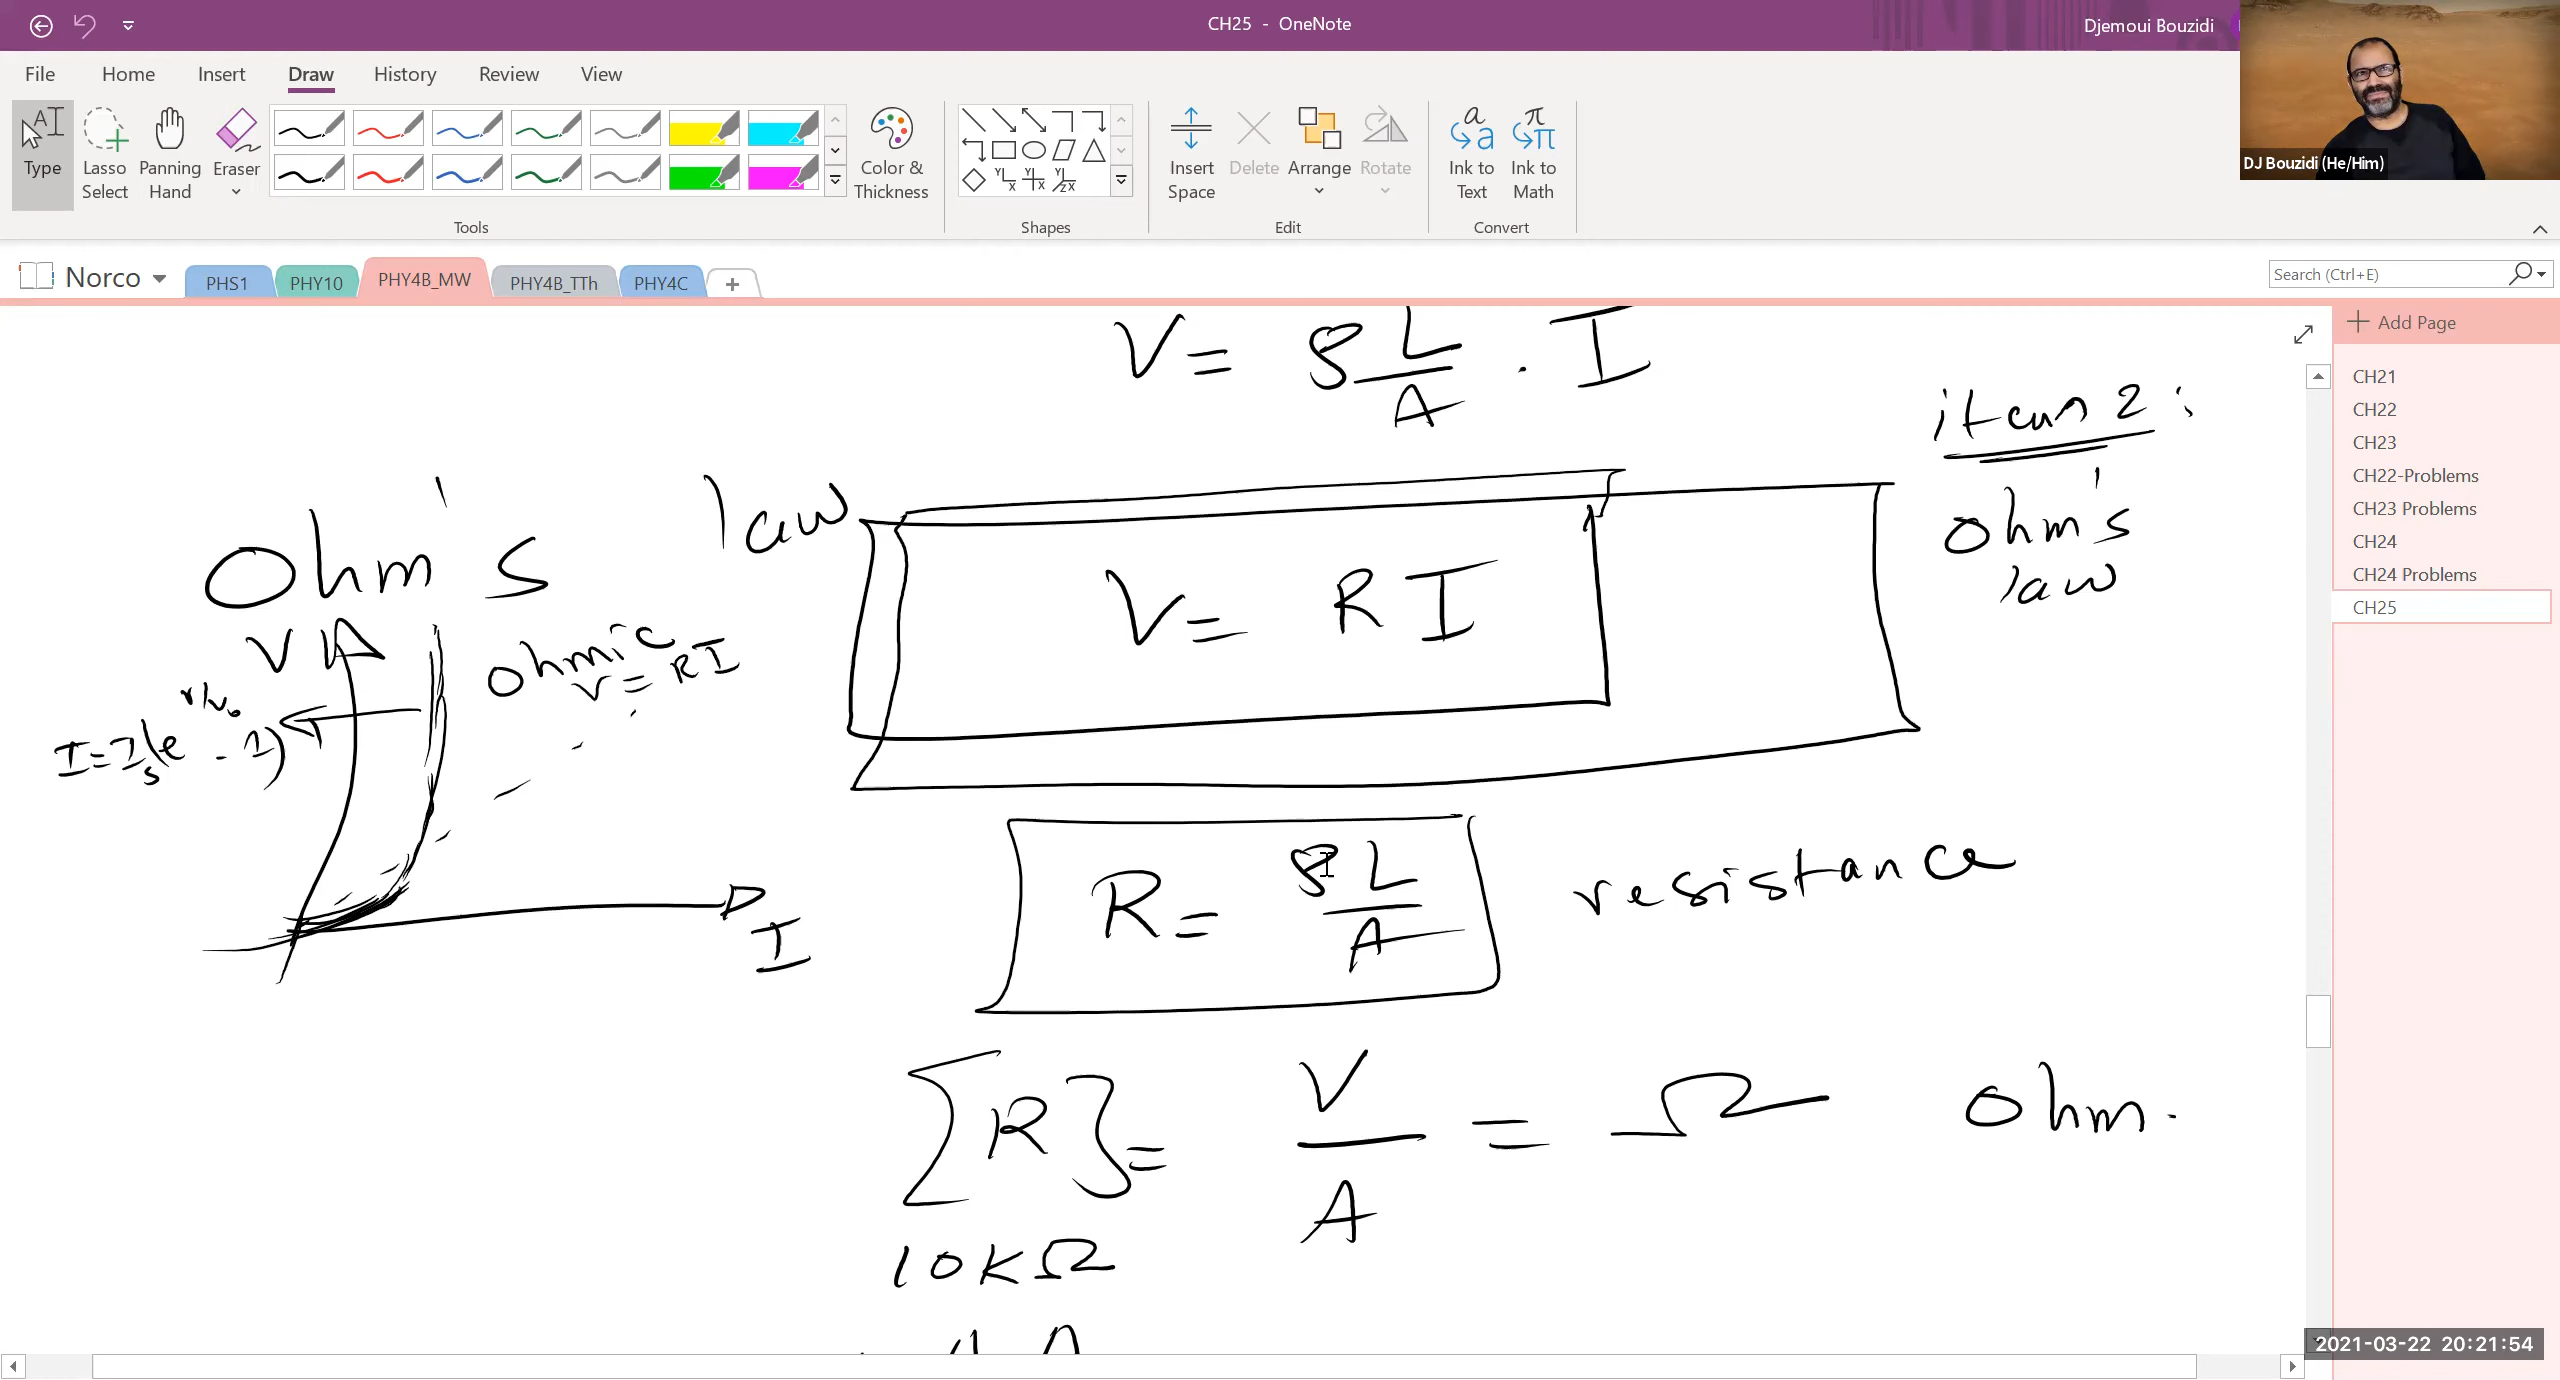 CH25 - OneNote
Djemoui Bouzidi
File Home Insert Draw History Review View
Type
Lasso Select
Panning Hand
Eraser
Color & Thickness
Insert Space
Delete
Arrange
Rotate
Ink to Text
Ink to Math
Tools Shapes Edit Convert
DJ Bouzidi (He/Him)
Norco PHS1 PHY10 PHY4B_MW PHY4B_TTh PHY4C +
Search (Ctrl+E)
Add Page
CH21
CH22
CH23
CH22-Problems
CH23 Problems
CH24
CH24 Problems
CH25
V = ρ L/A . I
item 2 :
ohm's
law
Ohm's law
V = R I
V
ohmic
V = RI
I = Is(e^V/V0 - 1)
I
R = ρL/A resistance
[R] = V/A = Ω ohm.
10KΩ
2021-03-22 20:21:54